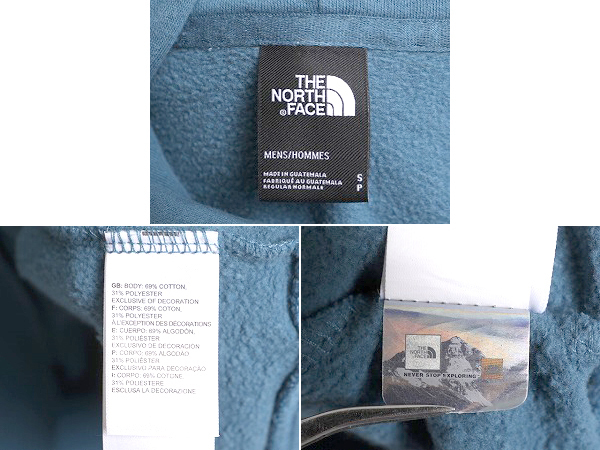 THE
NORTH
FACE
®
MENS/HOMMES
MADE IN GUATEMALA
FABRIQUÉ AU GUATEMALA
REGULAR NORMALE
S
P
GB: BODY: 69% COTTON,
31% POLYESTER
EXCLUSIVE OF DECORATION
F: CORPS: 69% COTON,
31% POLYESTER
À L'EXCEPTION DES DÉCORATIONS
E: CUERPO: 69% ALGODÓN,
31% POLIÉSTER
EXCLUSIVO DE DECORACIÓN
P: CORPO: 69% ALGODÃO
31% POLIÉSTER
EXCLUSIVO PARA DECORAÇÃO
I: CORPO: 69% COTONE
31% POLIESTERE
ESCLUSA LA DECORAZIONE
THE
NORTH
FACE
NEVER STOP EXPLORING